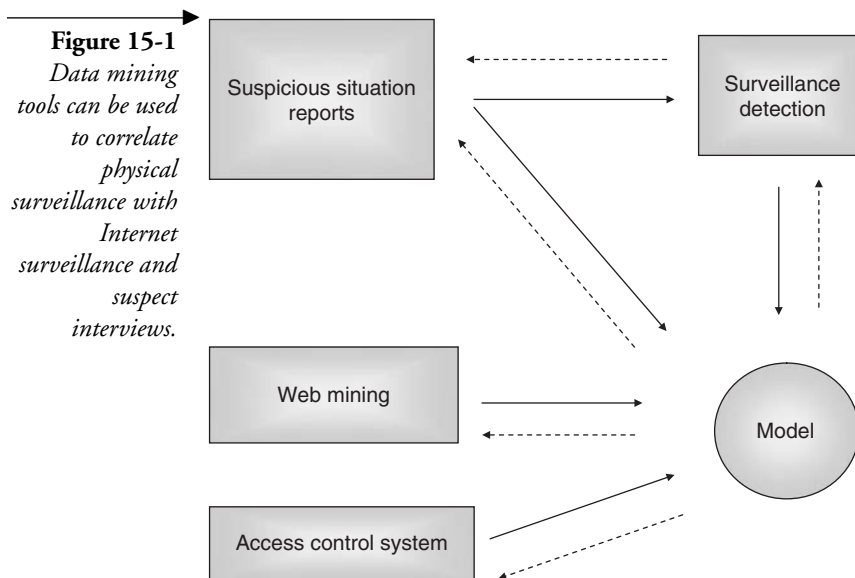 Figure 15-1
Data mining
tools can be used
to correlate
physical
surveillance with
Internet
surveillance and
suspect
interviews.
Suspicious situation
reports
Surveillance
detection
Web mining
Model
Access control system